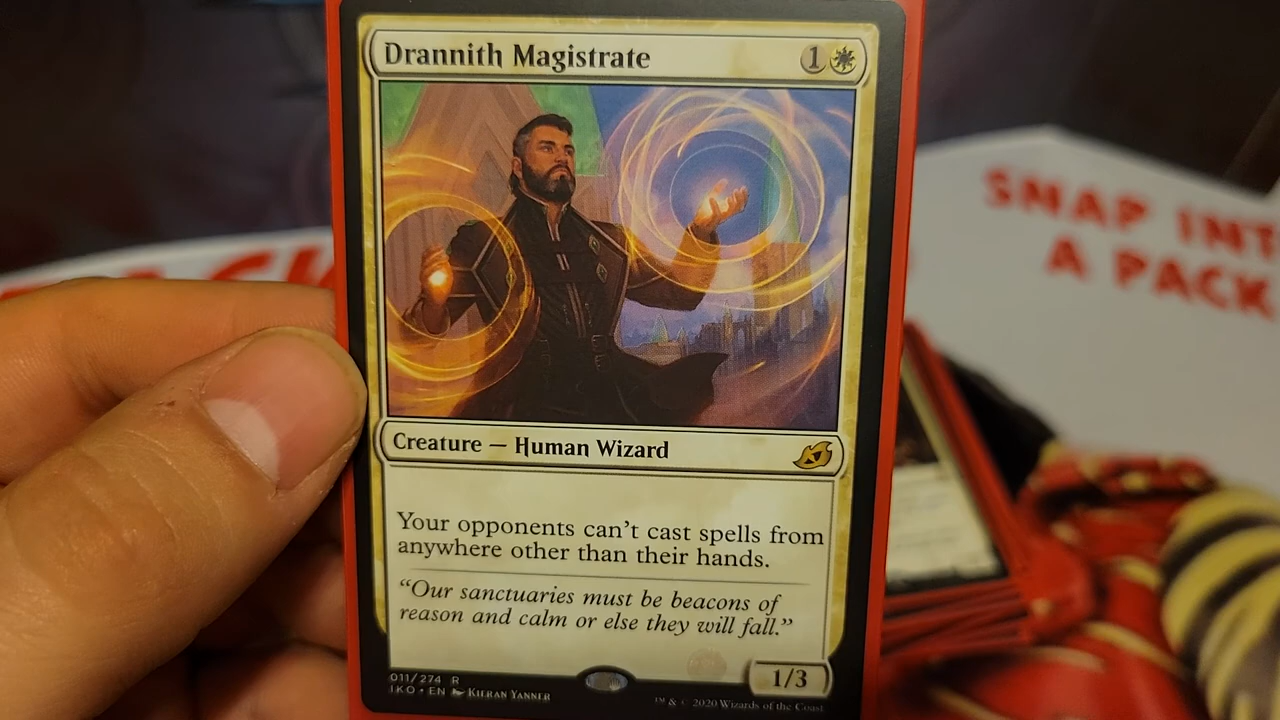 Drannith Magistrate
1
Creature — Human Wizard
Your opponents can't cast spells from
anywhere other than their hands.
“Our sanctuaries must be beacons of
reason and calm or else they will fall.”
1/3
011/274 R
IKO • EN KIERAN YANNER
™ & © 2020 Wizards of the Coast
SNAP INT
A PACK